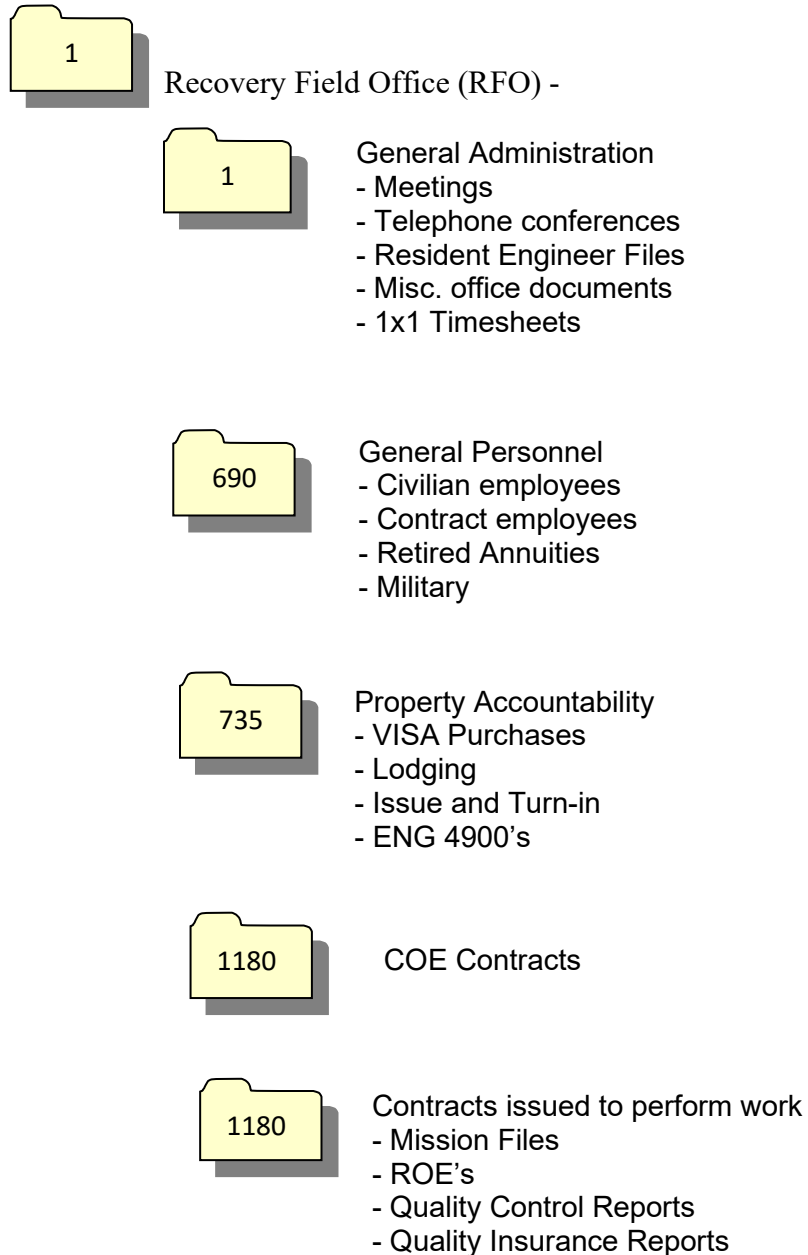 1
Recovery Field Office (RFO) -
1
General Administration
- Meetings
- Telephone conferences
- Resident Engineer Files
- Misc. office documents
- 1x1 Timesheets
690
General Personnel
- Civilian employees
- Contract employees
- Retired Annuities
- Military
735
Property Accountability
- VISA Purchases
- Lodging
- Issue and Turn-in
- ENG 4900’s
1180
COE Contracts
1180
Contracts issued to perform work
- Mission Files
- ROE’s
- Quality Control Reports
- Quality Insurance Reports